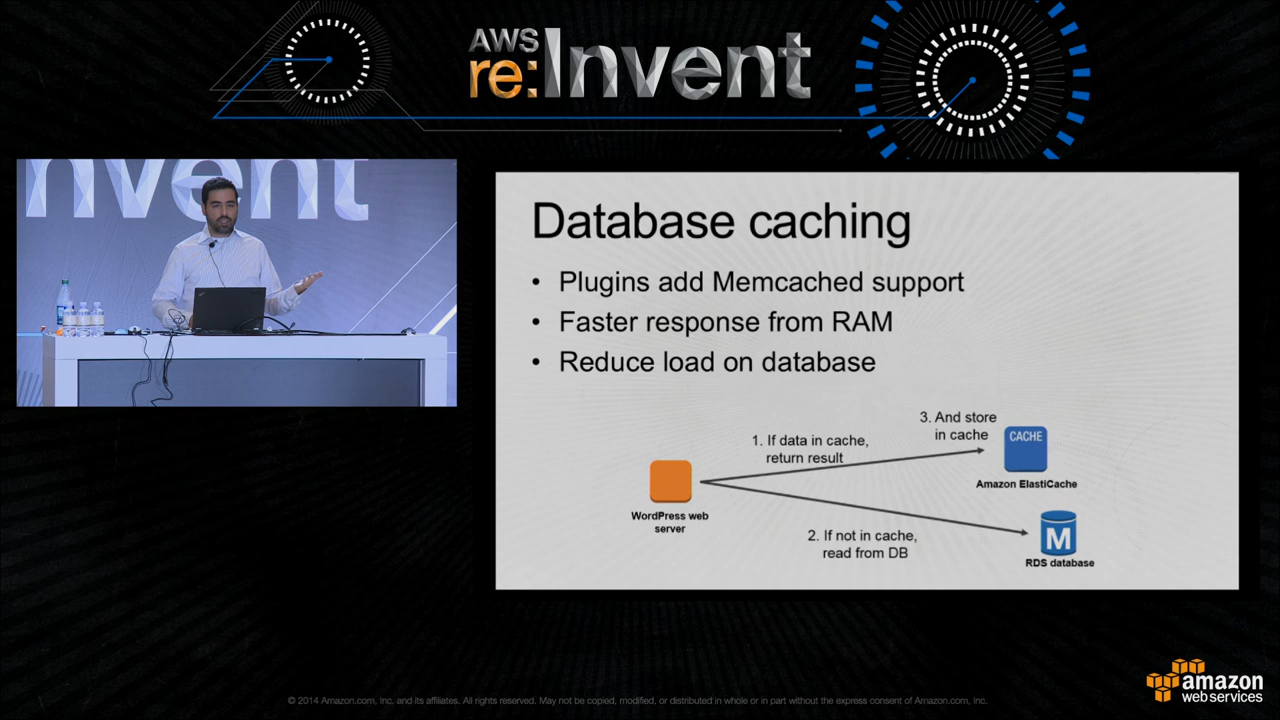 AWS
re:Invent
nvent
Database caching
• Plugins add Memcached support
• Faster response from RAM
• Reduce load on database
3. And store
in cache
1. If data in cache,
return result
CACHE
Amazon ElastiCache
WordPress web
server
2. If not in cache,
read from DB
M
RDS database
amazon
web services
© 2014 Amazon.com, Inc. and its affiliates. All rights reserved. May not be copied, modified, or distributed in whole or in part without the express consent of Amazon.com, Inc.